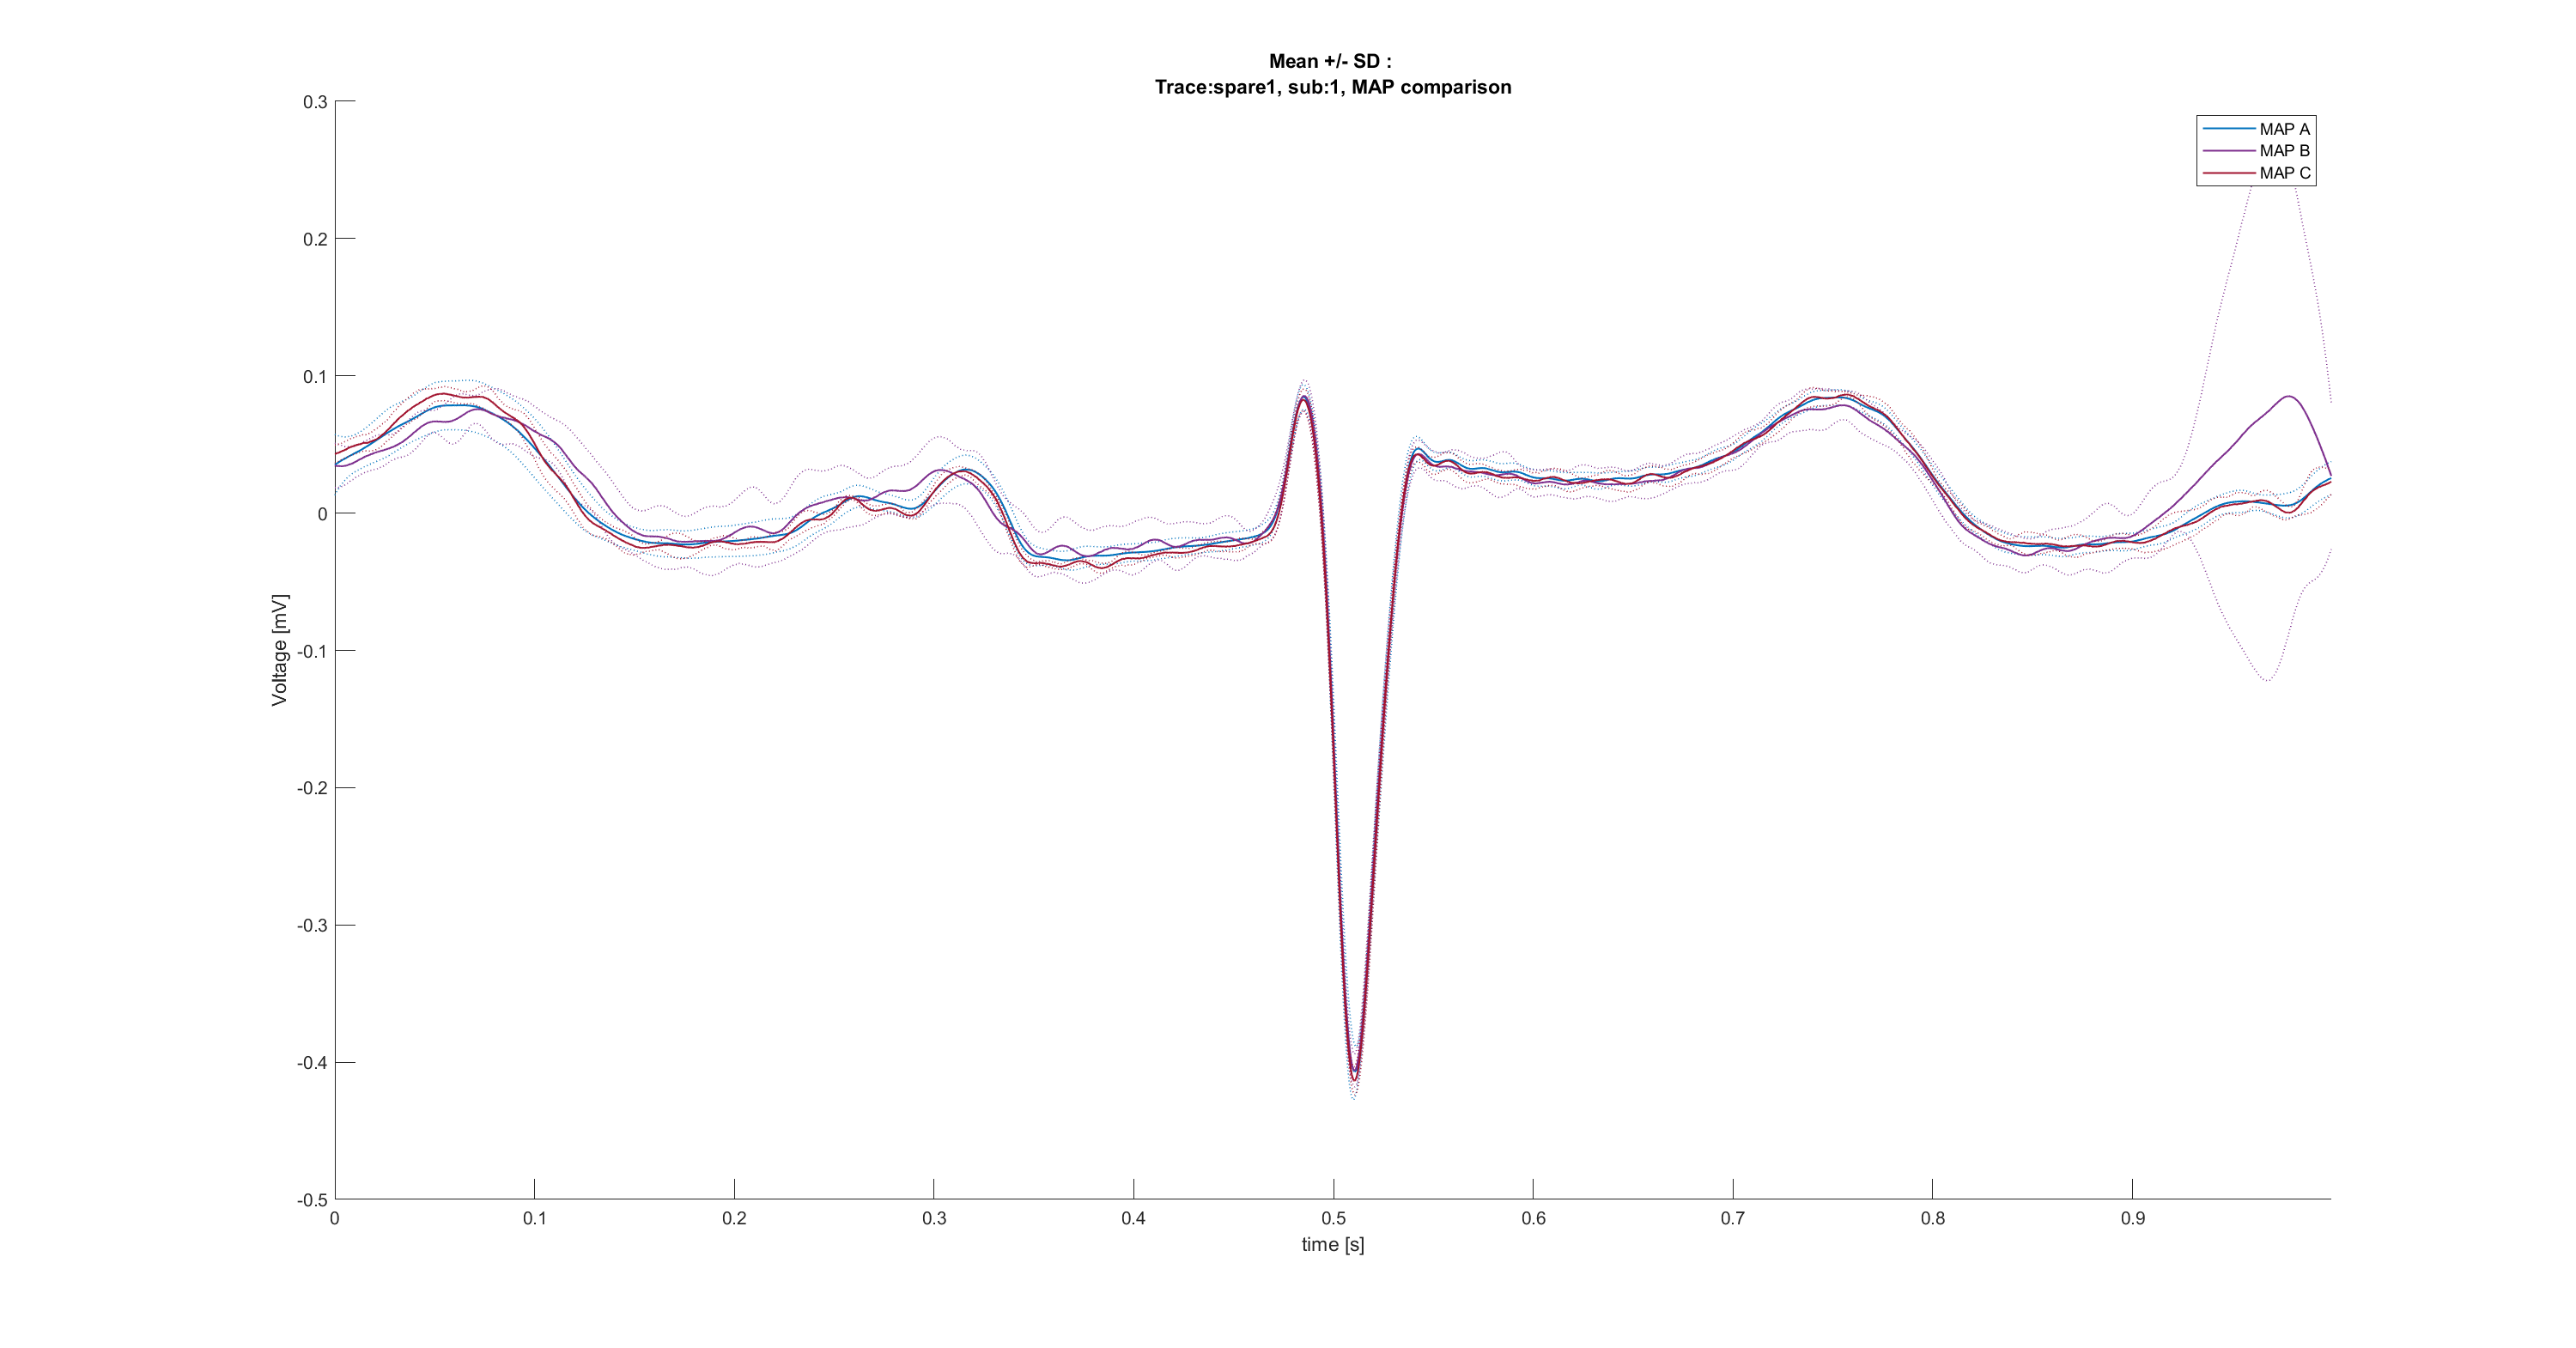 Mean +/- SD :
Trace:spare1, sub:1, MAP comparison
0.3
MAP A
MAP B
MAP C
0.2
0.1
0
-0.1
-0.2
-0.3
-0.4
-0.5
Voltage [mV]
0 0.1 0.2 0.3 0.4 0.5 0.6 0.7 0.8 0.9
time [s]